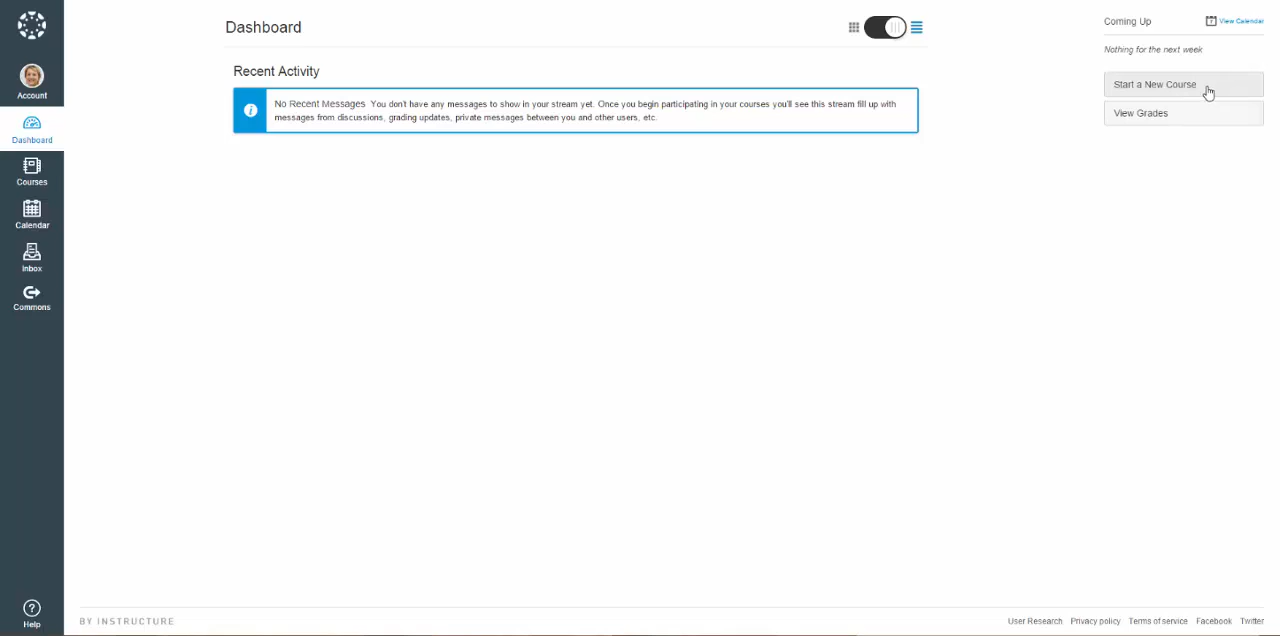 Account
Dashboard
Courses
Calendar
Inbox
Commons
Help
Dashboard
Recent Activity
No Recent Messages You don't have any messages to show in your stream yet. Once you begin participating in your courses you'll see this stream fill up with
messages from discussions, grading updates, private messages between you and other users, etc.
Coming Up
View Calendar
Nothing for the next week
Start a New Course
View Grades
BY INSTRUCTURE
User Research Privacy policy Terms of service Facebook Twitter